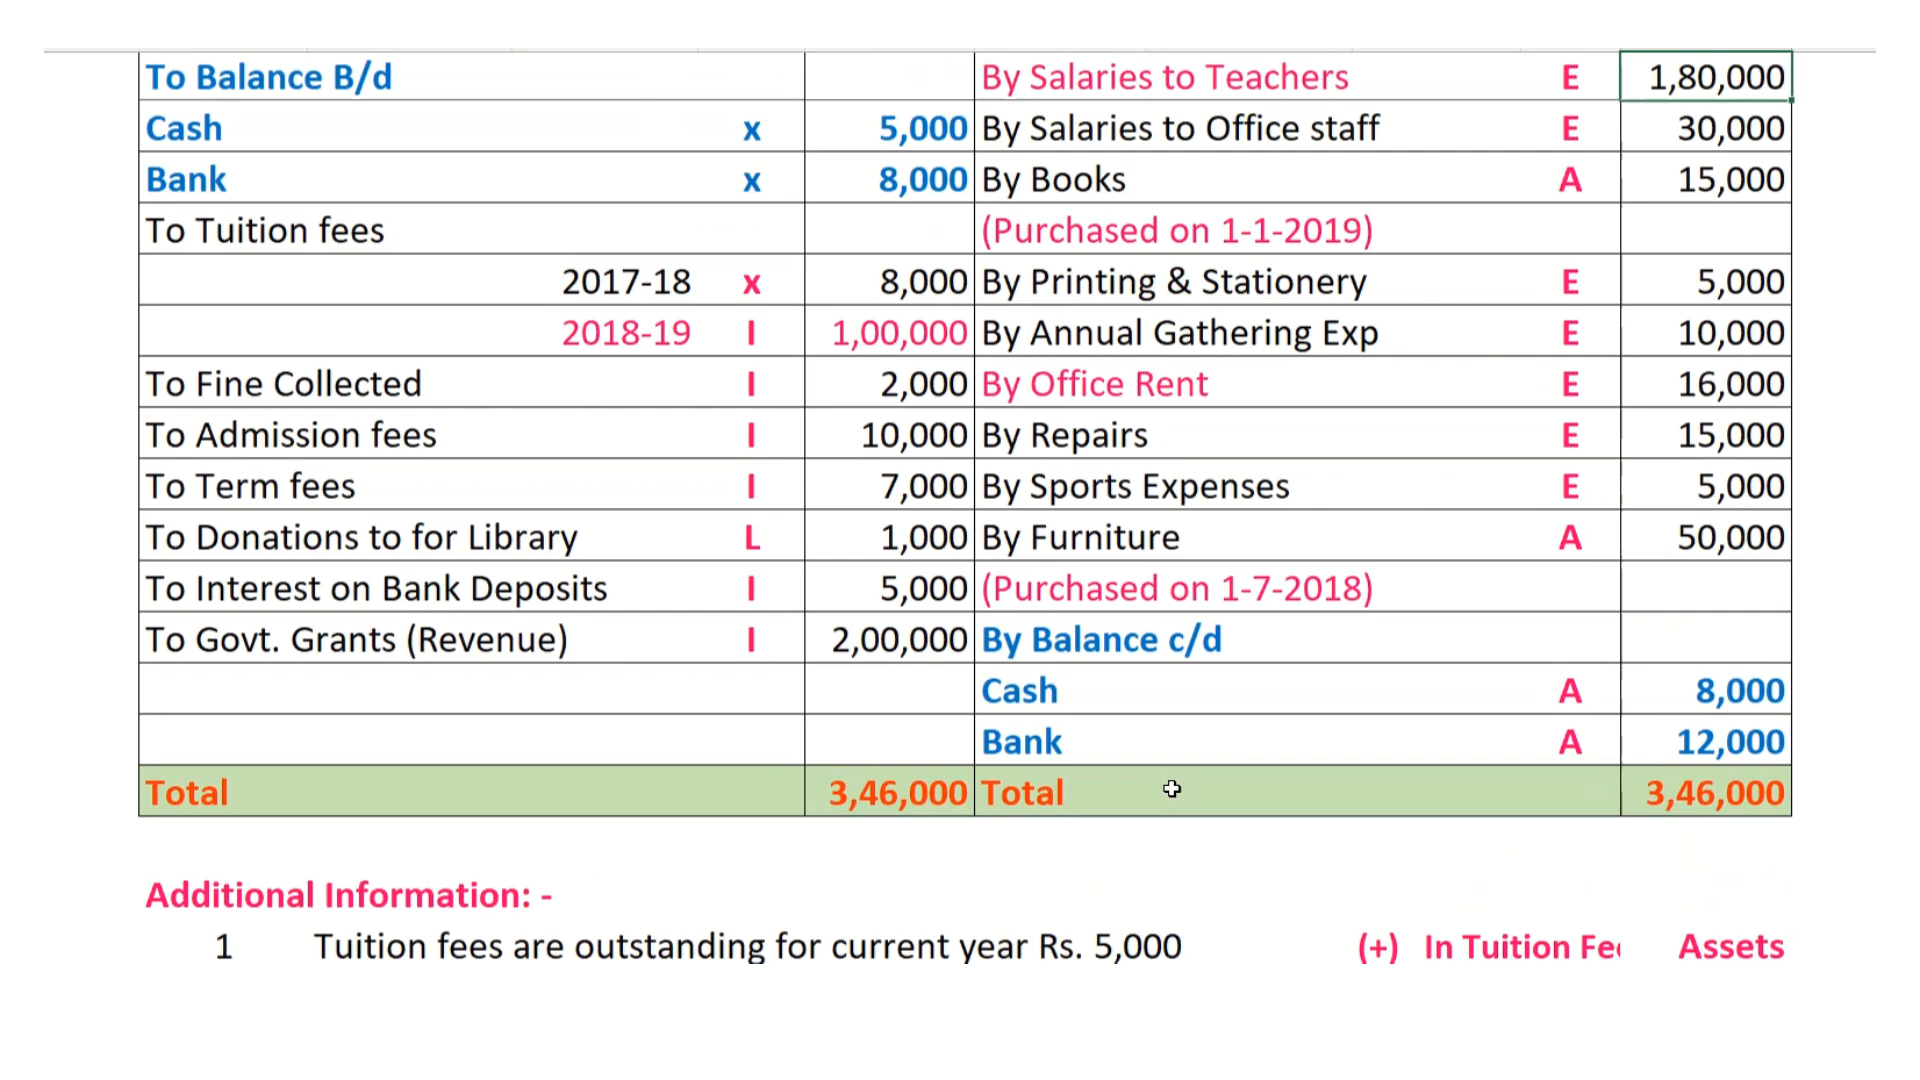 To Balance B/d By Salaries to Teachers E 1,80,000
Cash x 5,000 By Salaries to Office staff E 30,000
Bank x 8,000 By Books A 15,000
To Tuition fees (Purchased on 1-1-2019)
2017-18 x 8,000 By Printing & Stationery E 5,000
2018-19 I 1,00,000 By Annual Gathering Exp E 10,000
To Fine Collected I 2,000 By Office Rent E 16,000
To Admission fees I 10,000 By Repairs E 15,000
To Term fees I 7,000 By Sports Expenses E 5,000
To Donations to for Library L 1,000 By Furniture A 50,000
To Interest on Bank Deposits I 5,000 (Purchased on 1-7-2018)
To Govt. Grants (Revenue) I 2,00,000 By Balance c/d
Cash A 8,000
Bank A 12,000
Total 3,46,000 Total 3,46,000
Additional Information: -
1 Tuition fees are outstanding for current year Rs. 5,000 (+) In Tuition Fe Assets